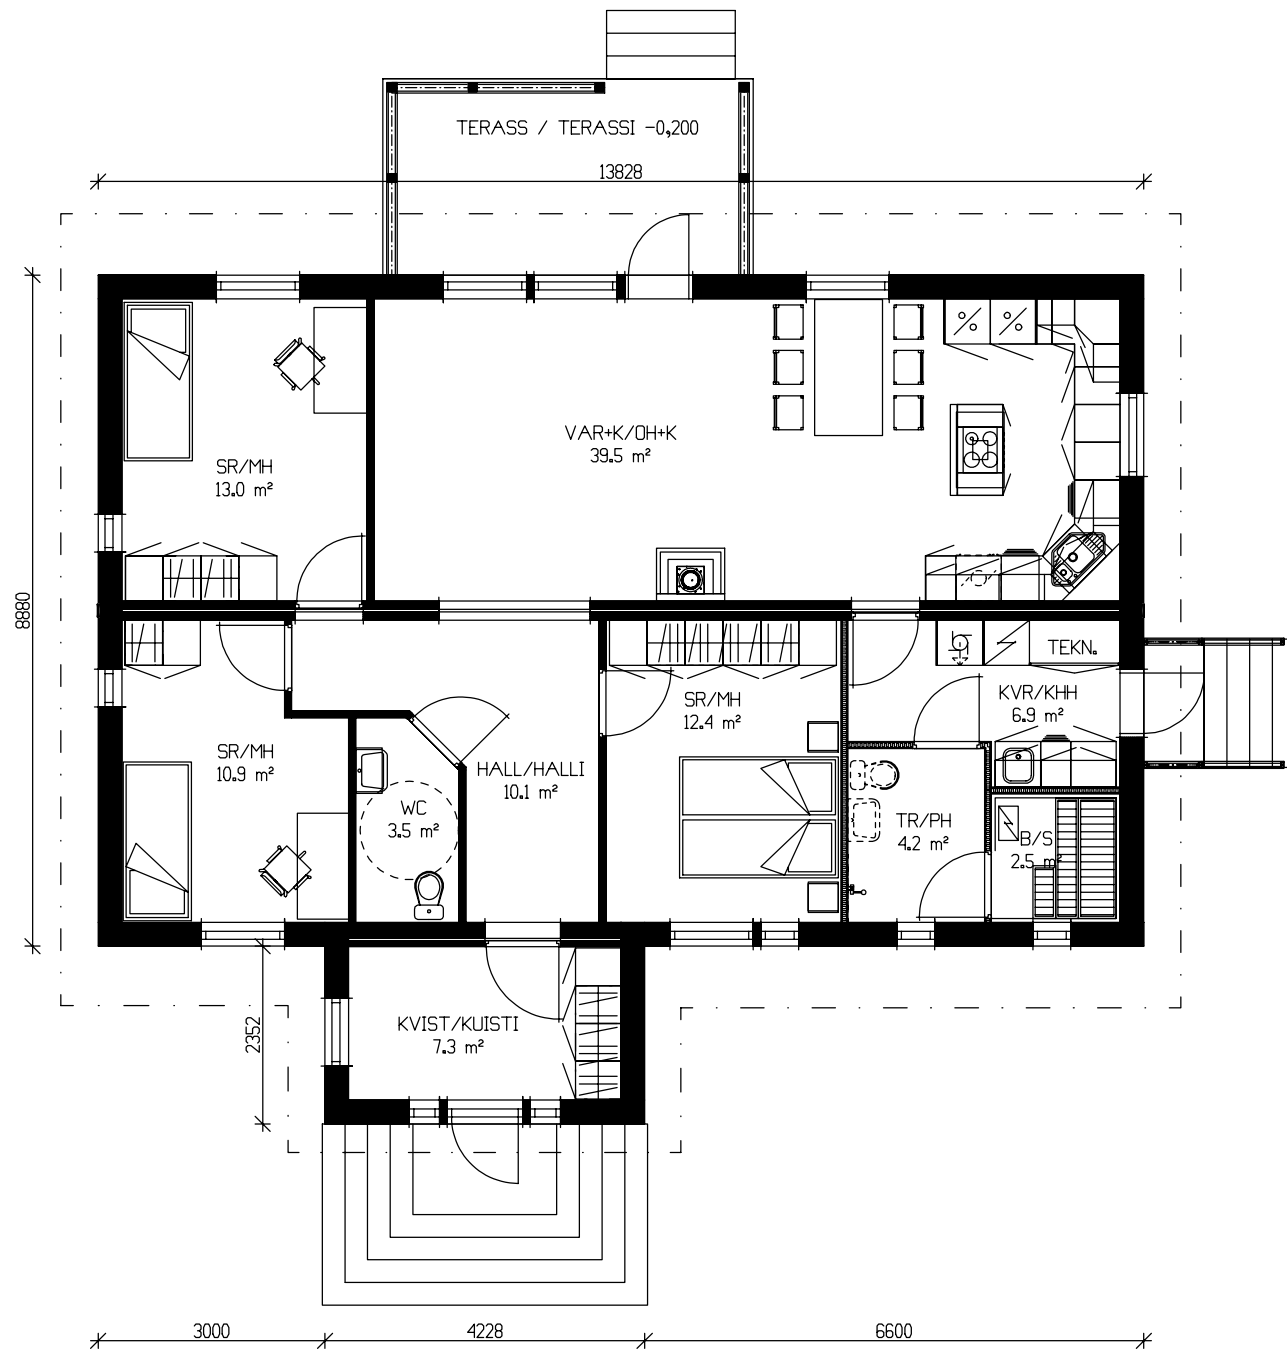 TERASS / TERASSI -0,200
13828
VAR+K/OH+K
39.5 m²
SR/MH
13.0 m²
8880
TEKN.
KVR/KHH
6.9 m²
SR/MH
12.4 m²
SR/MH
10.9 m²
HALL/HALLI
10.1 m²
WC
3.5 m²
TR/PH
4.2 m²
B/S
2.5 m²
KVIST/KUISTI
7.3 m²
2352
3000
4228
6600